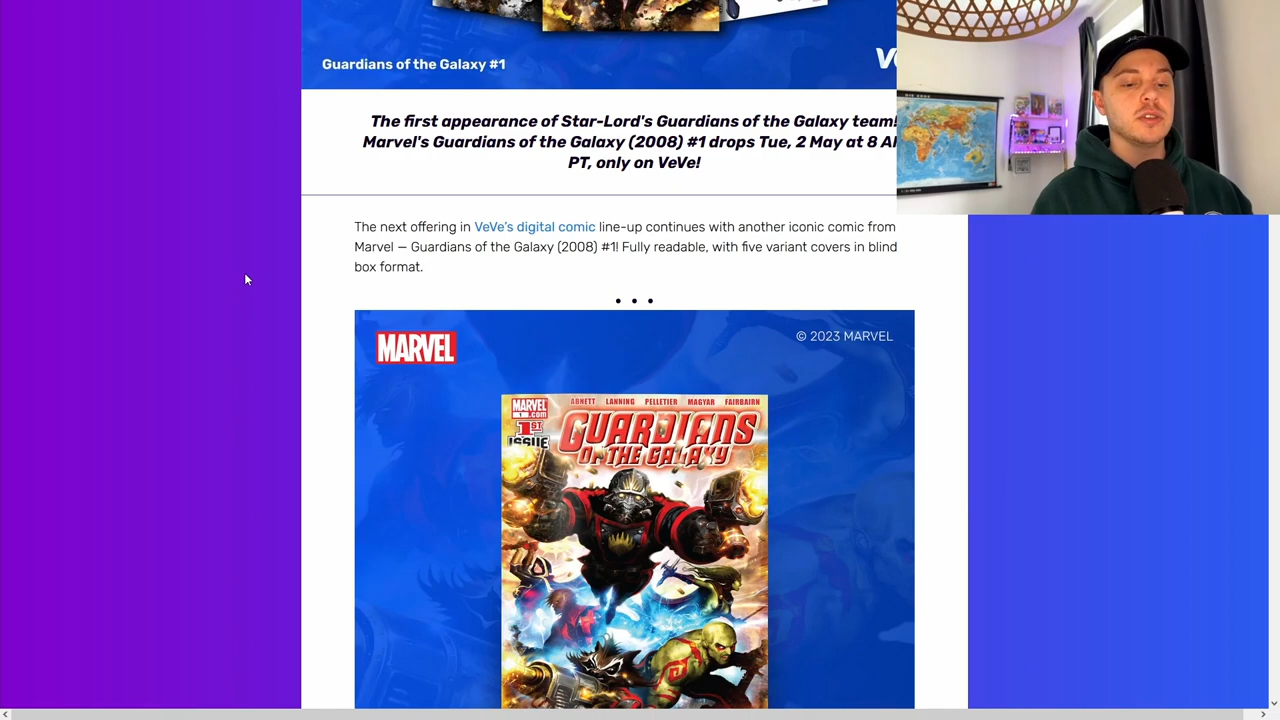 Guardians of the Galaxy #1
The first appearance of Star-Lord's Guardians of the Galaxy team!
Marvel's Guardians of the Galaxy (2008) #1 drops Tue, 2 May at 8
PT, only on VeVe!
The next offering in VeVe's digital comic line-up continues with another iconic comic from
Marvel — Guardians of the Galaxy (2008) #1! Fully readable, with five variant covers in blind
box format.
• • •
MARVEL
© 2023 MARVEL
ABNETT LANNING PELLETIER MAGYAR FAIRBAIRN
MARVEL
1 .com
1ST
ISSUE
GUARDIANS
OF THE GALAXY